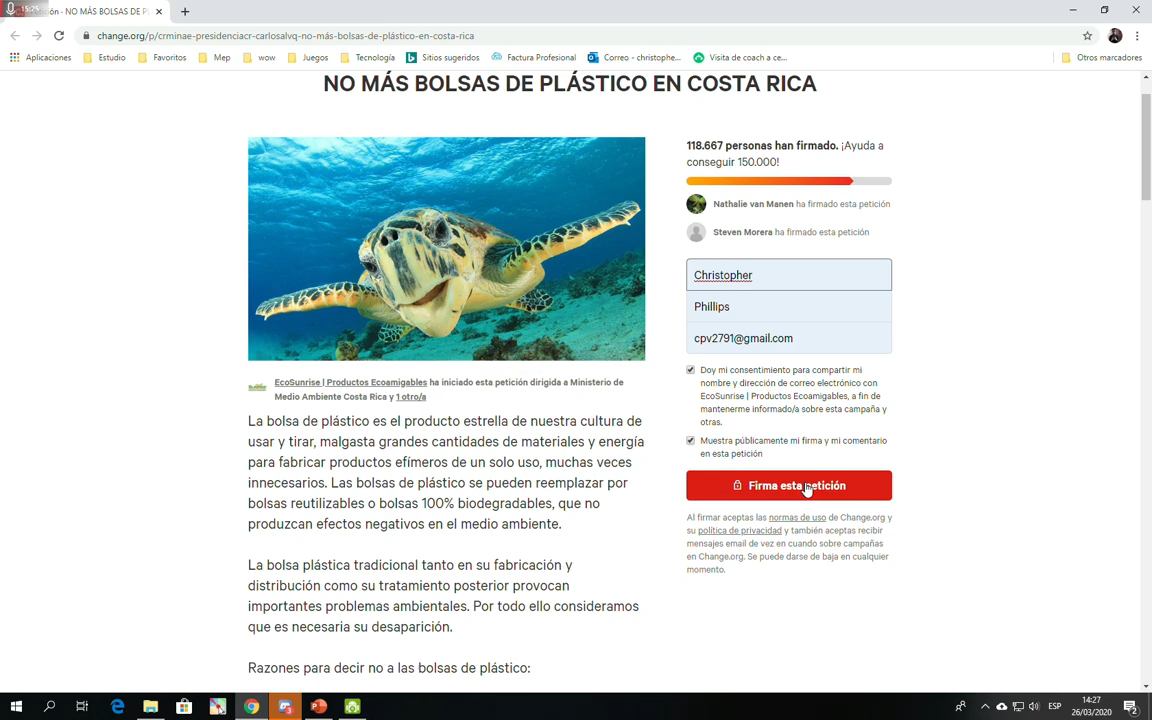 15:25
ición · NO MÁS BOLSAS DE P
change.org/p/crminae-presidenciacr-carlosalvq-no-más-bolsas-de-plástico-en-costa-rica
Aplicaciones Estudio Favoritos Mep wow Juegos Tecnología Sitios sugeridos Factura Profesional Correo - christophe... Visita de coach a ce... Otros marcadores
NO MÁS BOLSAS DE PLÁSTICO EN COSTA RICA
118.667 personas han firmado. ¡Ayuda a
conseguir 150.000!
Nathalie van Manen ha firmado esta petición
Steven Morera ha firmado esta petición
Christopher
Phillips
cpv2791@gmail.com
Doy mi consentimiento para compartir mi
nombre y dirección de correo electrónico con
EcoSunrise | Productos Ecoamigables, a fin de
mantenerme informado/a sobre esta campaña y
otras.
Muestra públicamente mi firma y mi comentario
en esta petición
Firma esta petición
Al firmar aceptas las normas de uso de Change.org y
su política de privacidad y también aceptas recibir
mensajes email de vez en cuando sobre campañas
en Change.org. Se puede darse de baja en cualquier
momento.
EcoSunrise | Productos Ecoamigables ha iniciado esta petición dirigida a Ministerio de
Medio Ambiente Costa Rica y 1 otro/a
La bolsa de plástico es el producto estrella de nuestra cultura de
usar y tirar, malgasta grandes cantidades de materiales y energía
para fabricar productos efímeros de un solo uso, muchas veces
innecesarios. Las bolsas de plástico se pueden reemplazar por
bolsas reutilizables o bolsas 100% biodegradables, que no
produzcan efectos negativos en el medio ambiente.
La bolsa plástica tradicional tanto en su fabricación y
distribución como su tratamiento posterior provocan
importantes problemas ambientales. Por todo ello consideramos
que es necesaria su desaparición.
Razones para decir no a las bolsas de plástico:
ESP
14:27
26/03/2020
2